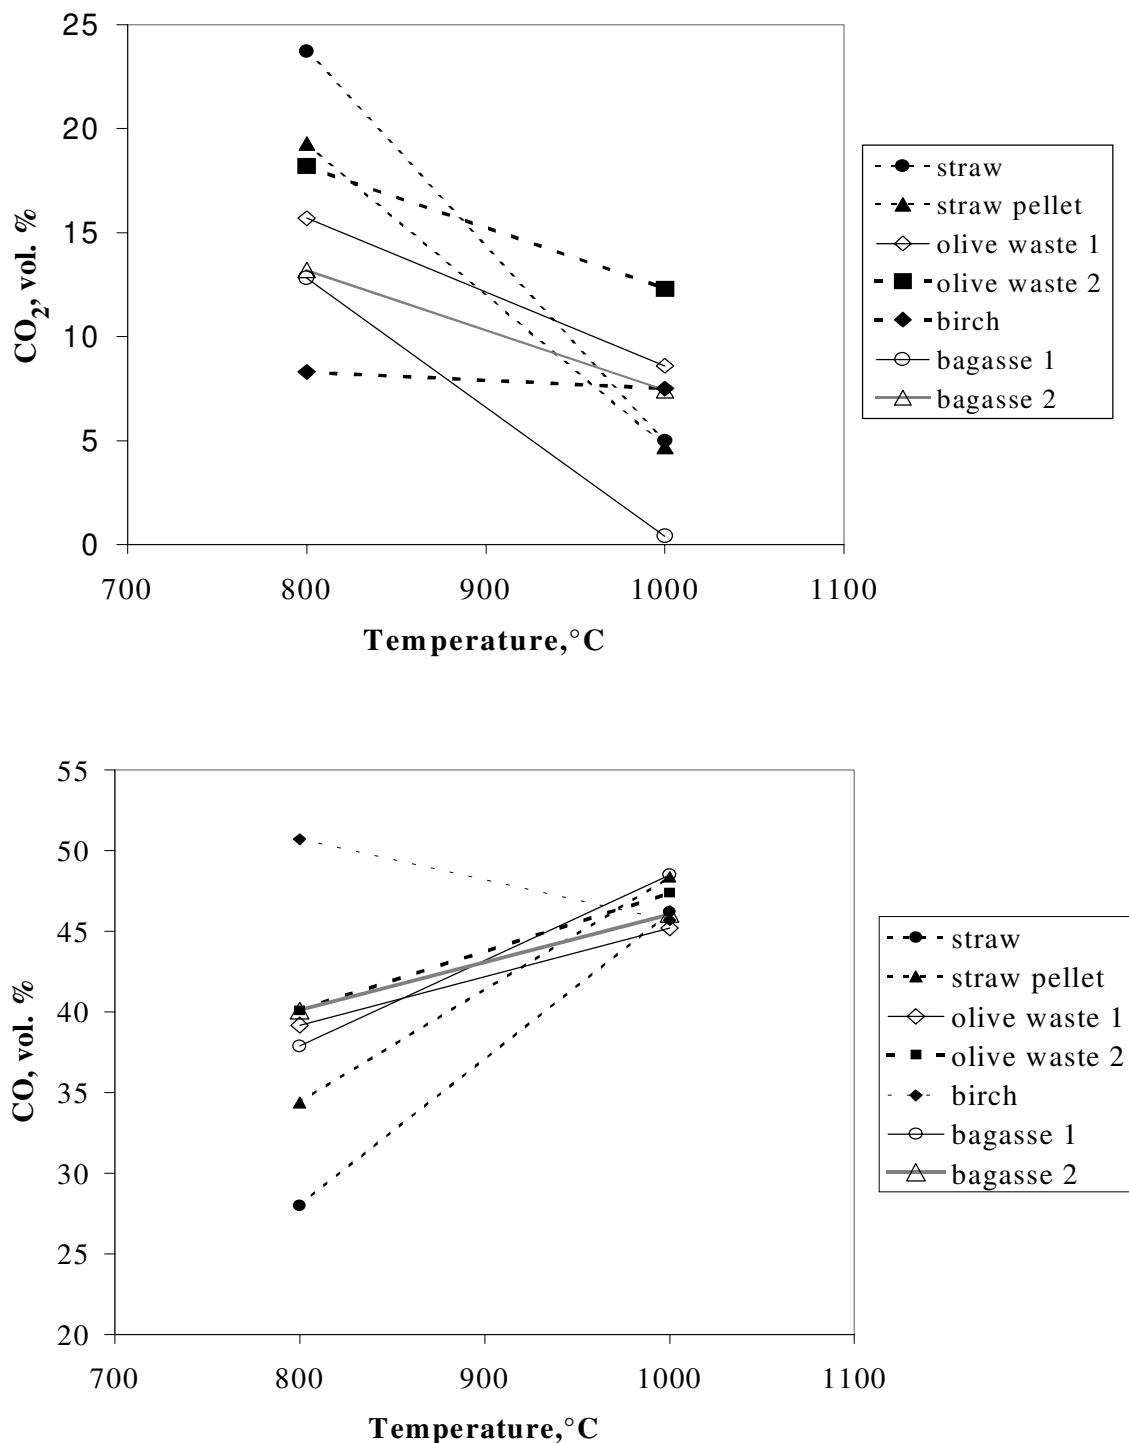 25
20
15
10
5
0
CO2, vol. %
700 800 900 1000 1100
Temperature,°C
straw
straw pellet
olive waste 1
olive waste 2
birch
bagasse 1
bagasse 2
55
50
45
40
35
30
25
20
CO, vol. %
700 800 900 1000 1100
Temperature,°C
straw
straw pellet
olive waste 1
olive waste 2
birch
bagasse 1
bagasse 2